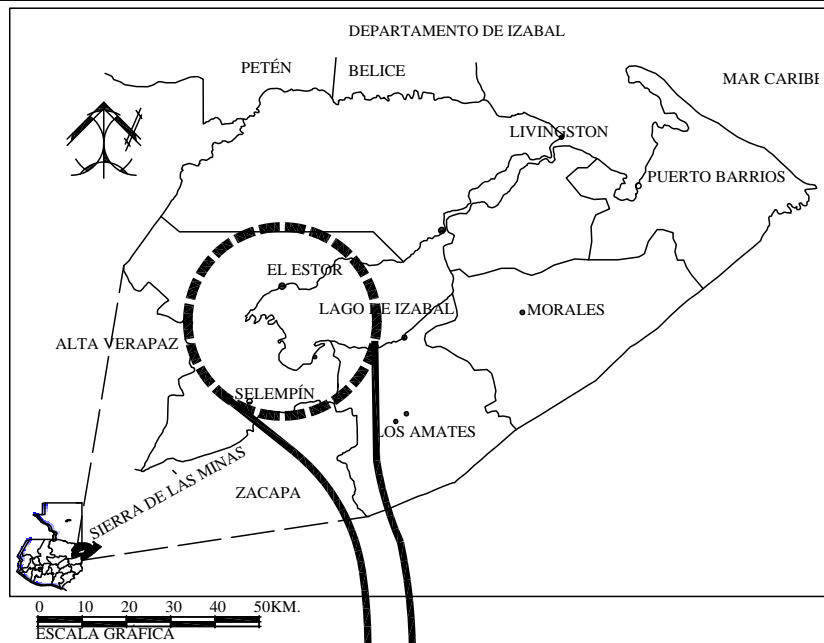 DEPARTAMENTO DE IZABAL
PETÉN
BELICE
MAR CARIBE
LIVINGSTON
PUERTO BARRIOS
EL ESTOR
LAGO DE IZABAL
MORALES
ALTA VERAPAZ
SELEMPÍN
LOS AMATES
SIERRA DE LAS MINAS
ZACAPA
0 10 20 30 40 50KM.
ESCALA GRÁFICA